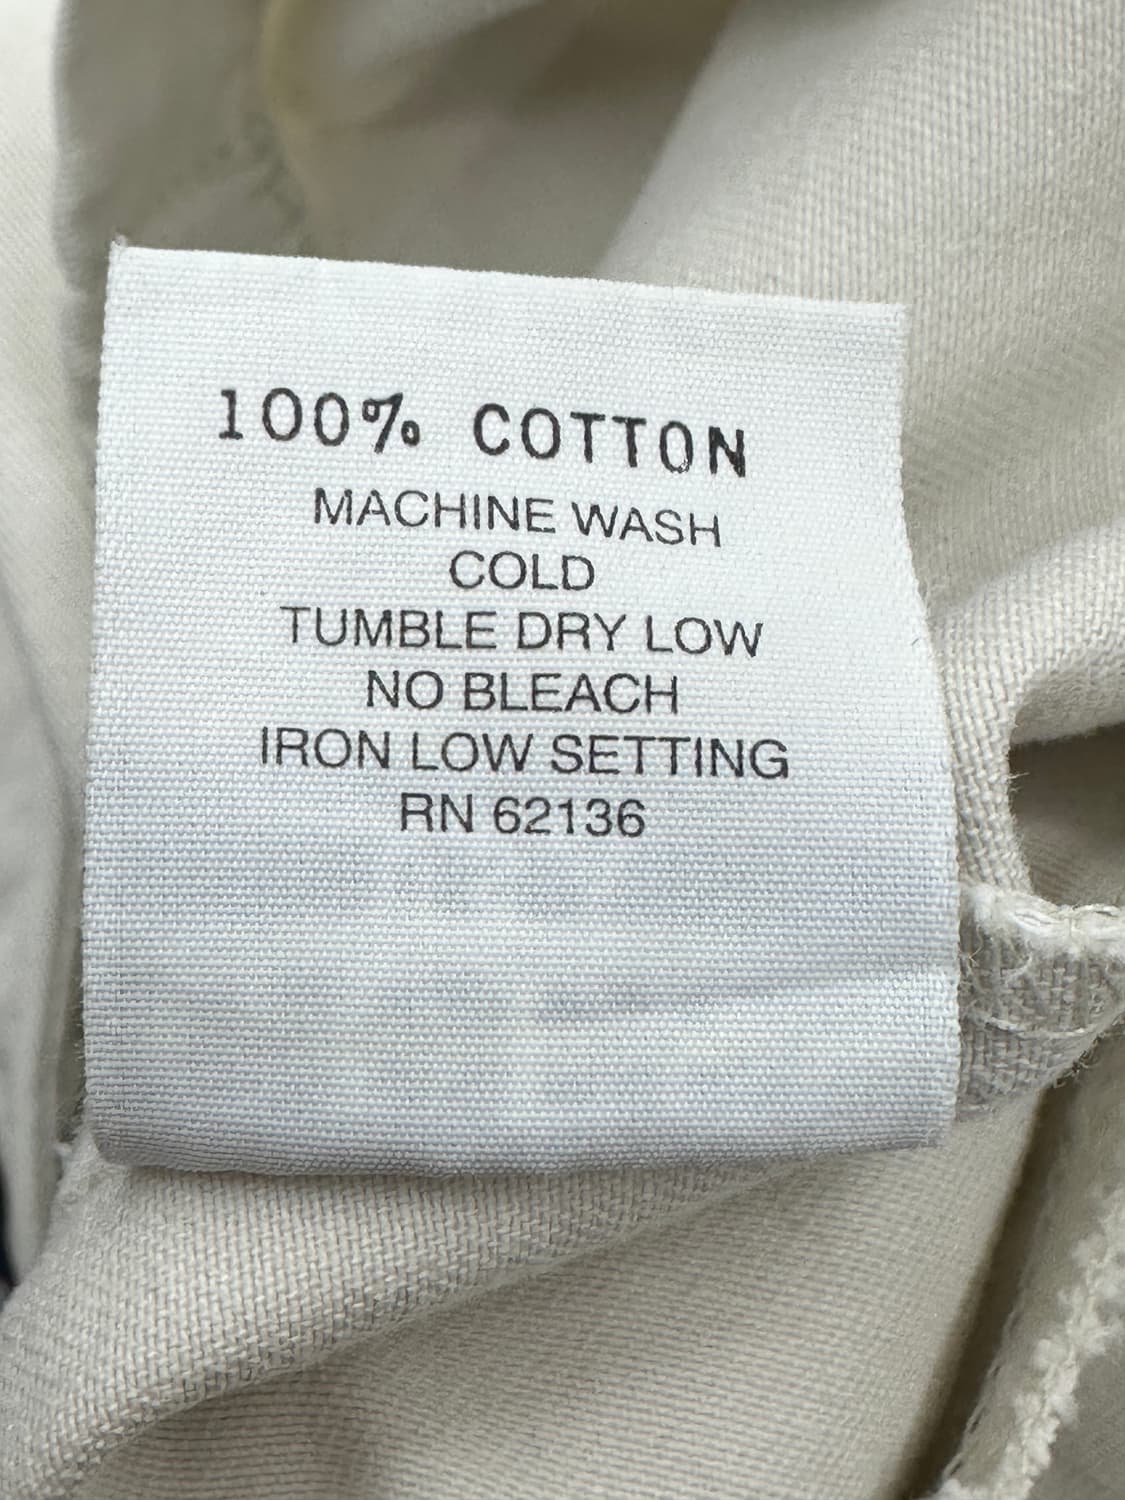 100% COTTON
MACHINE WASH
COLD
TUMBLE DRY LOW
NO BLEACH
IRON LOW SETTING
RN 62136